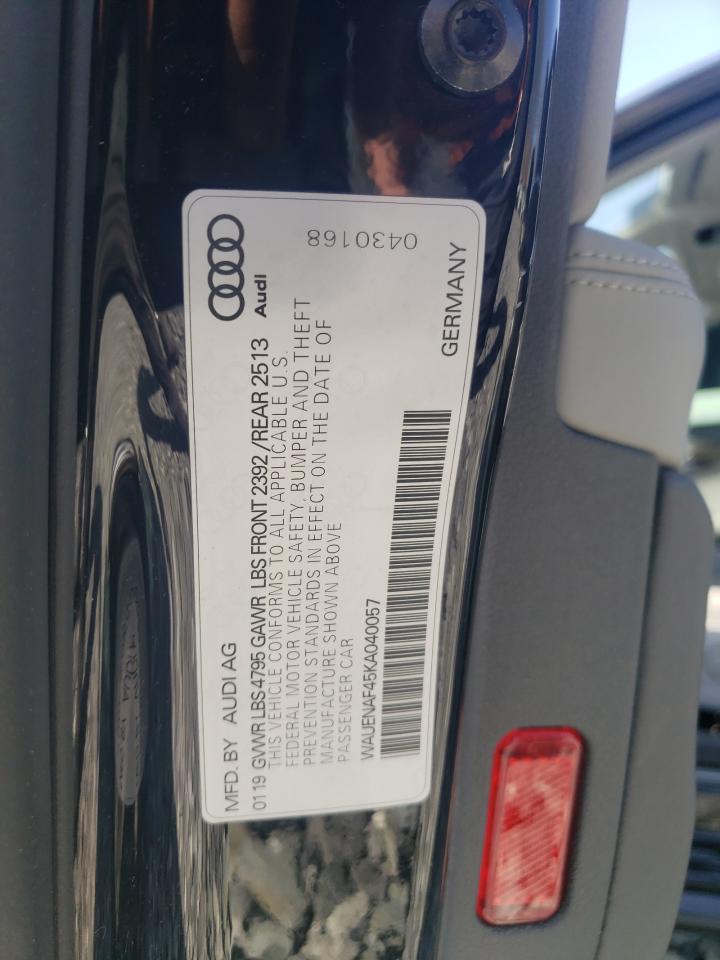 MFD. BY AUDI AG
Audi
0119 GVWR LBS 4795 GAWR LBS FRONT 2392 /REAR 2513
THIS VEHICLE CONFORMS TO ALL APPLICABLE U.S.
FEDERAL MOTOR VEHICLE SAFETY, BUMPER AND THEFT
PREVENTION STANDARDS IN EFFECT ON THE DATE OF
MANUFACTURE SHOWN ABOVE
PASSENGER CAR
WAUENAF45KA040057
GERMANY
0430168